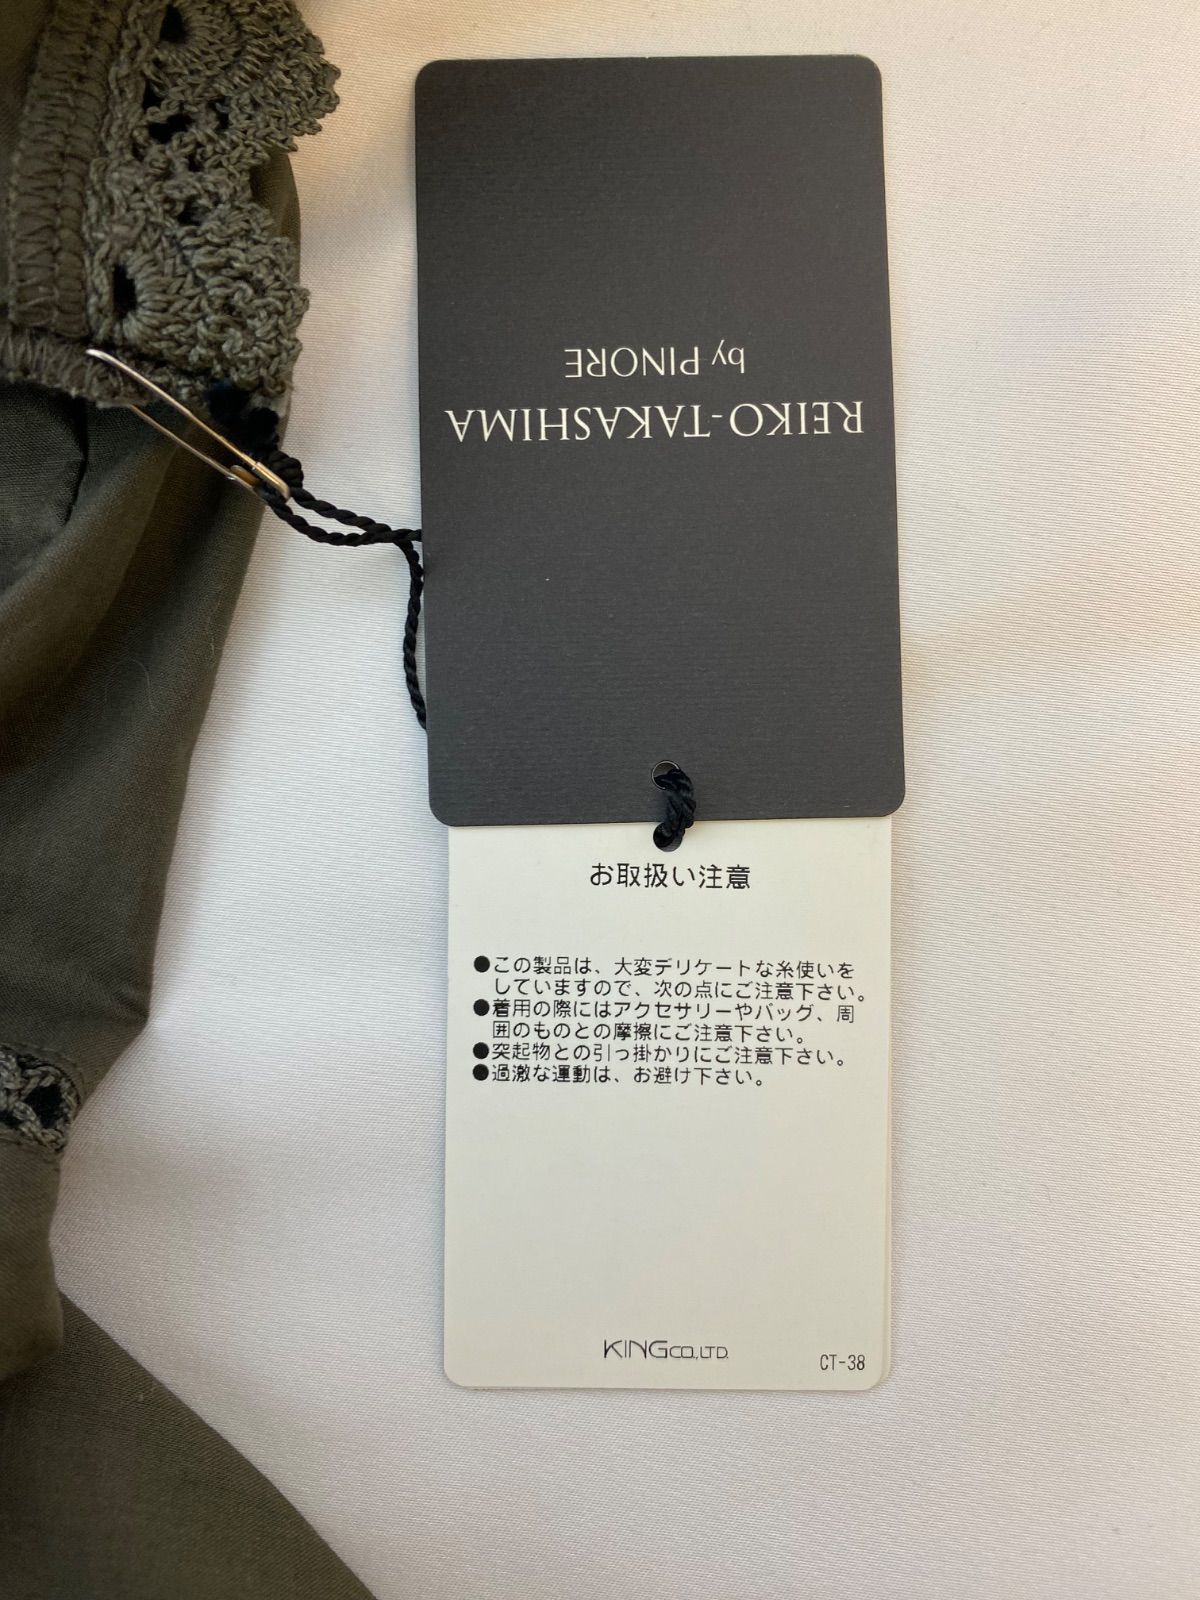 REIKO-TAKASHIMA
by PINORE
お取扱い注意
●この製品は、大変デリケートな糸使いを
していますので、次の点にご注意下さい。
●着用の際にはアクセサリーやバッグ、周
囲のものとの摩擦にご注意下さい。
●突起物との引っ掛かりにご注意下さい。
●過激な運動は、お避け下さい。
KING CO.,LTD.
CT-38